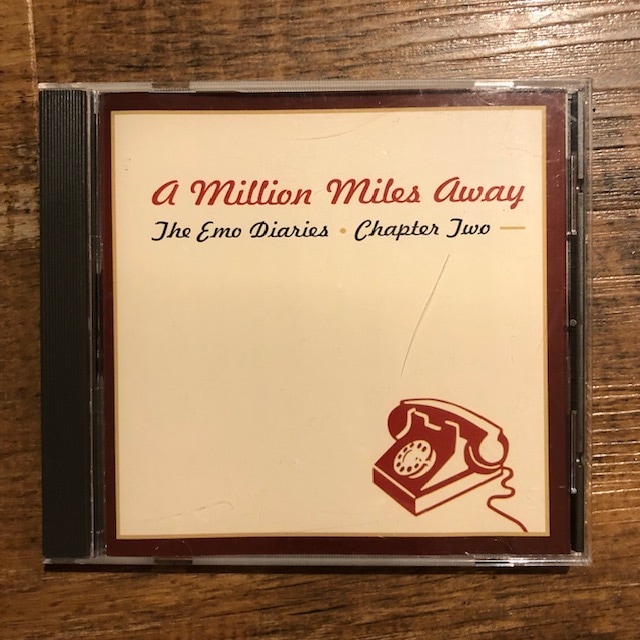 A Million Miles Away
The Emo Diaries • Chapter Two —